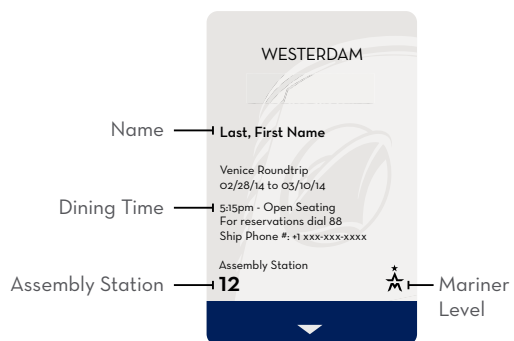 WESTERDAM
Name
Last, First Name
Venice Roundtrip
02/28/14 to 03/10/14
Dining Time
5:15pm - Open Seating
For reservations dial 88
Ship Phone #: +1 xxx-xxx-xxxx
Assembly Station
Assembly Station
12
Mariner
Level